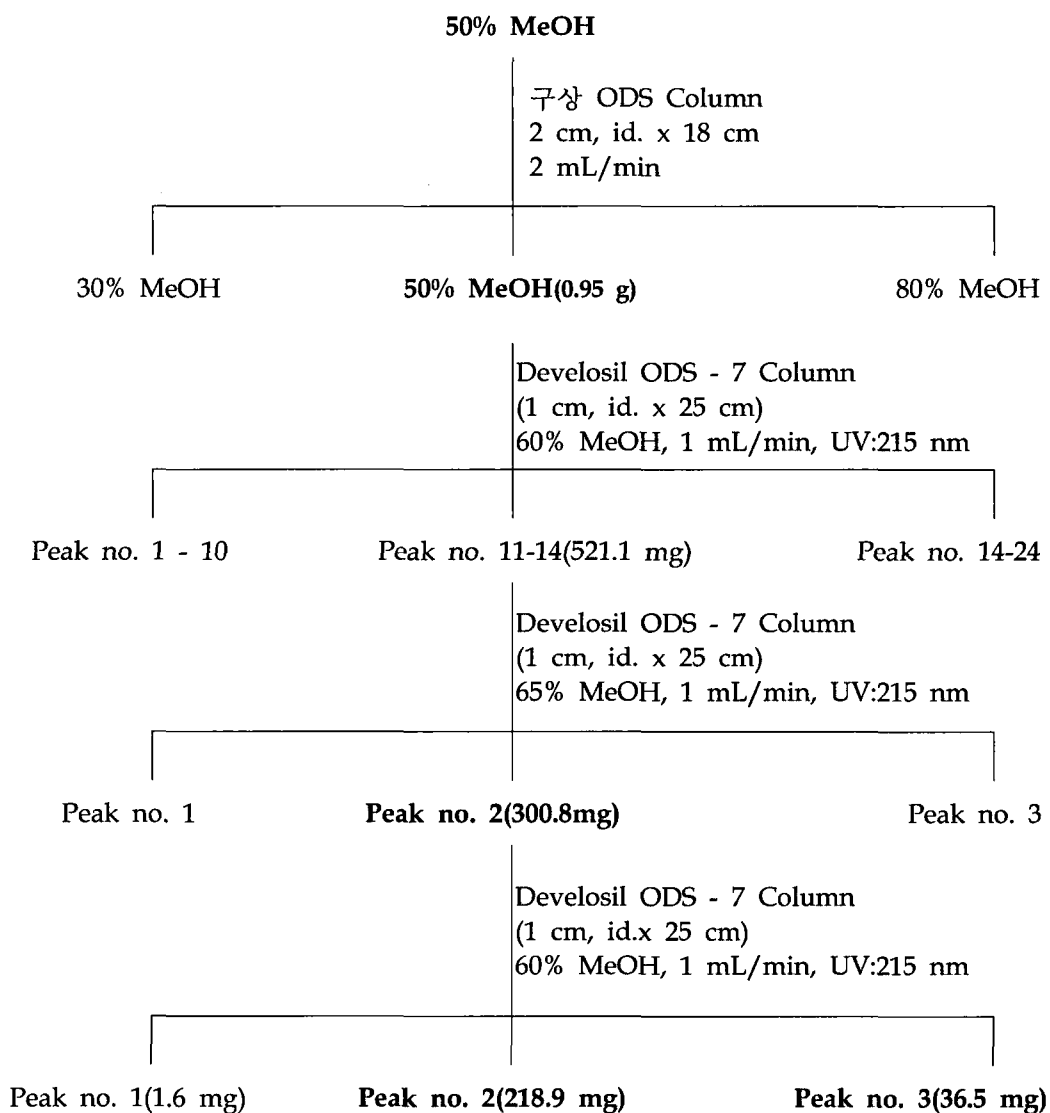 50% MeOH
구상 ODS Column
2 cm, id. x 18 cm
2 mL/min
30% MeOH
50% MeOH(0.95 g)
80% MeOH
Develosil ODS - 7 Column
(1 cm, id. x 25 cm)
60% MeOH, 1 mL/min, UV:215 nm
Peak no. 1 - 10
Peak no. 11-14(521.1 mg)
Peak no. 14-24
Develosil ODS - 7 Column
(1 cm, id. x 25 cm)
65% MeOH, 1 mL/min, UV:215 nm
Peak no. 1
Peak no. 2(300.8mg)
Peak no. 3
Develosil ODS - 7 Column
(1 cm, id.x 25 cm)
60% MeOH, 1 mL/min, UV:215 nm
Peak no. 1(1.6 mg)
Peak no. 2(218.9 mg)
Peak no. 3(36.5 mg)